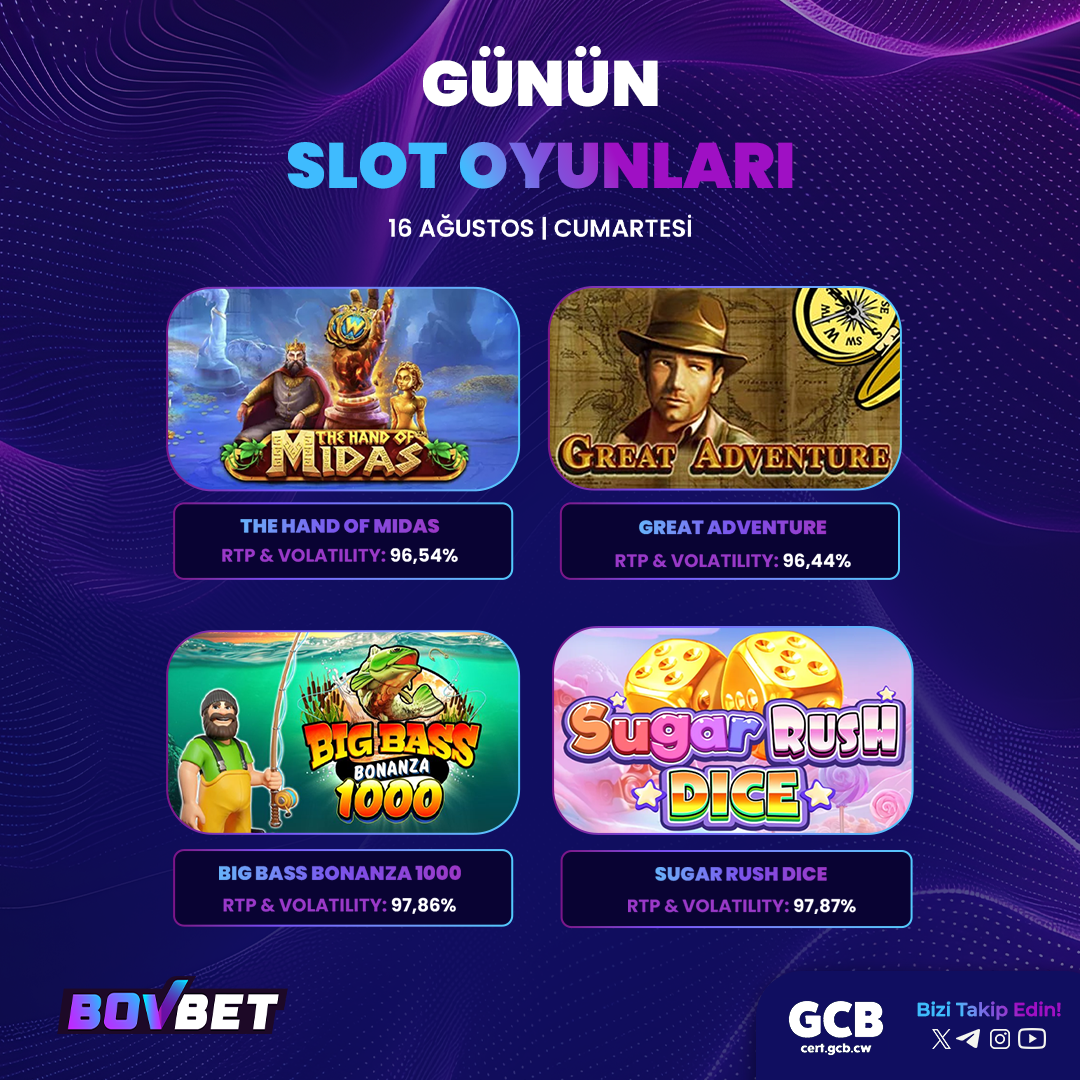 GÜNÜN
SLOT OYUNLARI
16 AĞUSTOS | CUMARTESİ
W
THE HAND OF
MIDAS
W
SW
S
SE
GREAT ADVENTURE
THE HAND OF MIDAS
RTP & VOLATILITY: 96,54%
GREAT ADVENTURE
RTP & VOLATILITY: 96,44%
BIG BASS
BONANZA
1000
Sugar RUSH
DICE
BIG BASS BONANZA 1000
RTP & VOLATILITY: 97,86%
SUGAR RUSH DICE
RTP & VOLATILITY: 97,87%
BOVBET
GCB
cert.gcb.cw
Bizi Takip Edin!